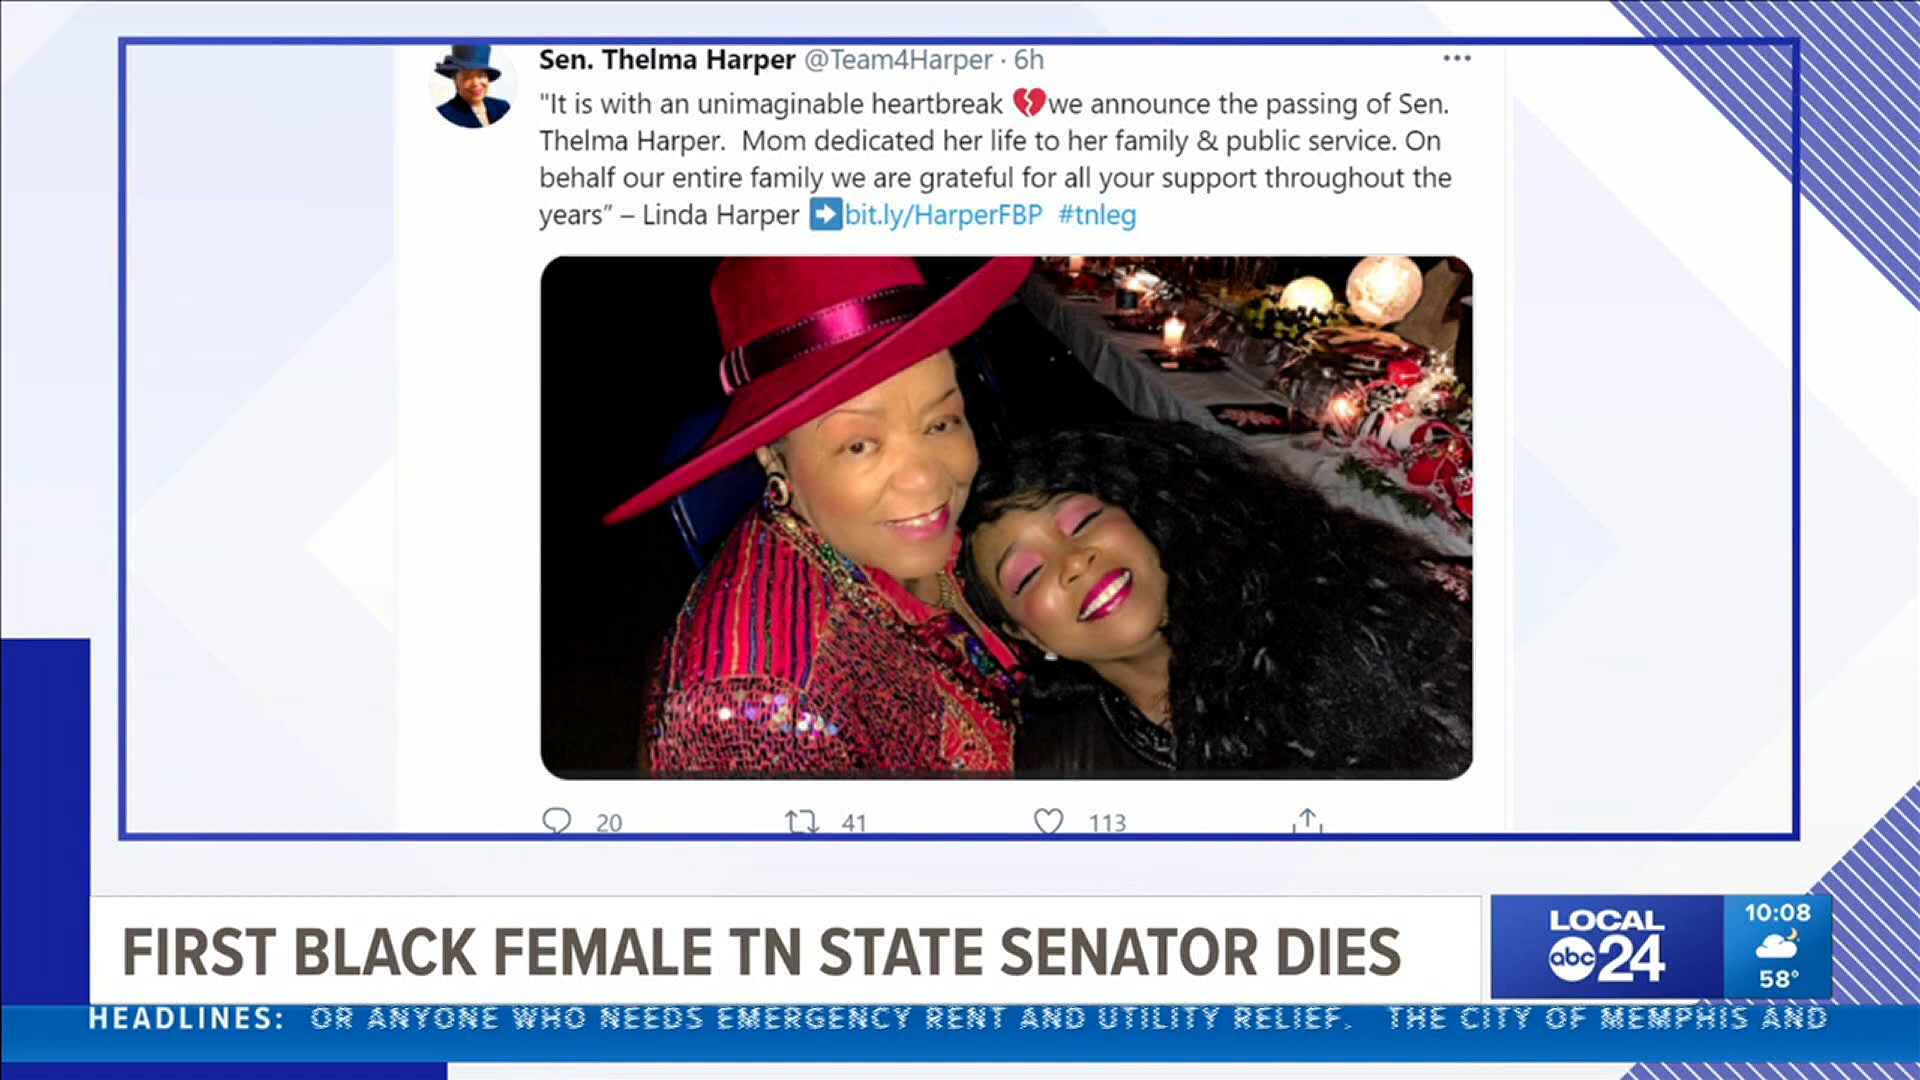 Sen. Thelma Harper @Team4Harper · 6h
"It is with an unimaginable heartbreak 💔we announce the passing of Sen.
Thelma Harper.  Mom dedicated her life to her family & public service. On
behalf our entire family we are grateful for all your support throughout the
years” – Linda Harper ➡️bit.ly/HarperFBP #tnleg
20 41 113
FIRST BLACK FEMALE TN STATE SENATOR DIES
LOCAL
abc 24
10:08
58°
HEADLINES: OR ANYONE WHO NEEDS EMERGENCY RENT AND UTILITY RELIEF. THE CITY OF MEMPHIS AND